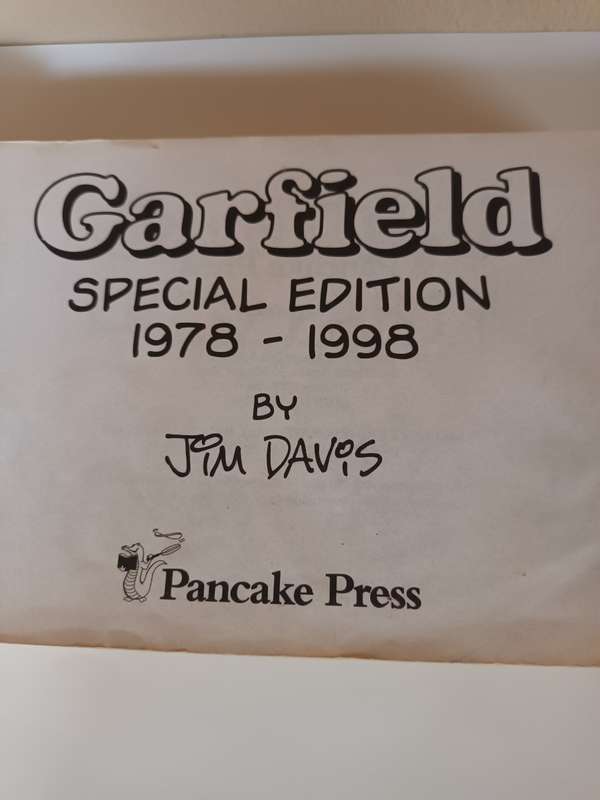 Garfield
SPECIAL EDITION
1978 - 1998
BY
JIM DAVIS
Pancake Press